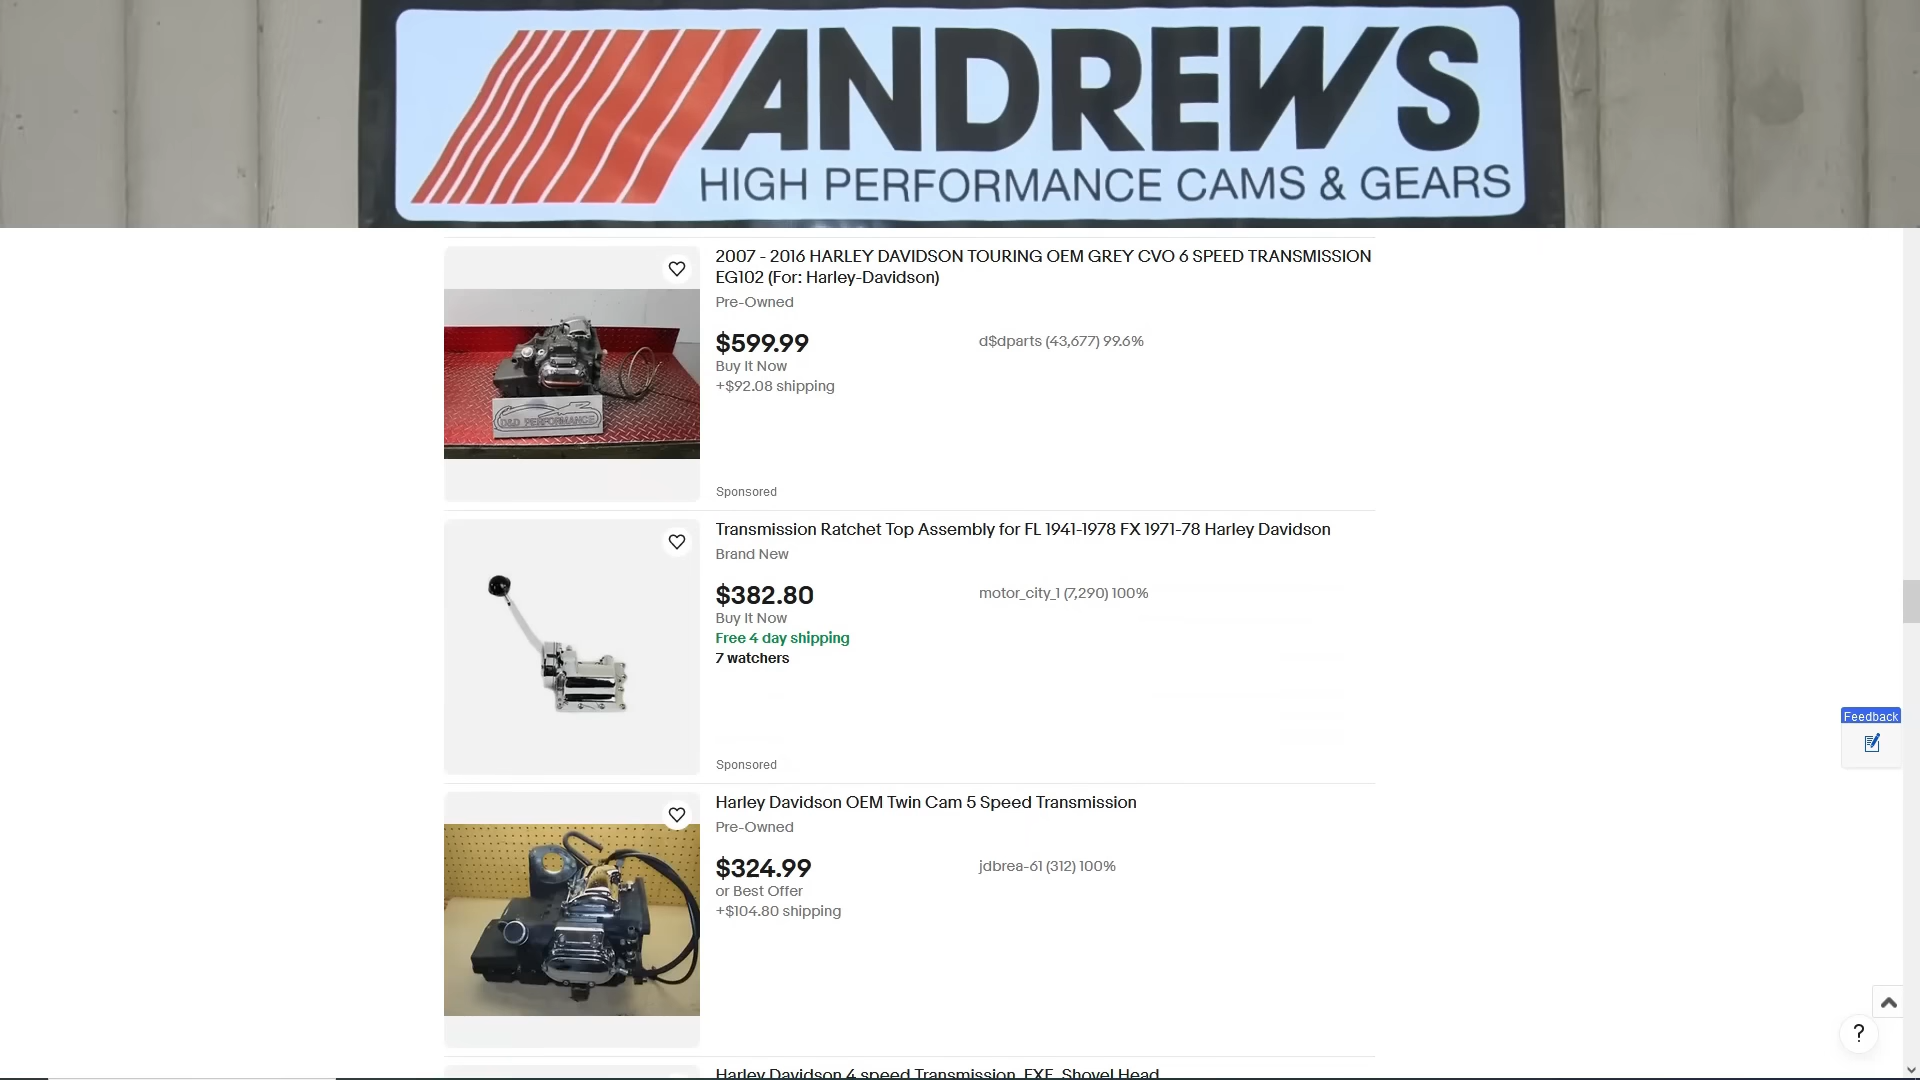 ANDREWS
HIGH PERFORMANCE CAMS & GEARS
2007 - 2016 HARLEY DAVIDSON TOURING OEM GREY CVO 6 SPEED TRANSMISSION
EG102 (For: Harley-Davidson)
Pre-Owned
$599.99
d$dparts (43,677) 99.6%
Buy It Now
+$92.08 shipping
D&D PERFORMANCE
Sponsored
Transmission Ratchet Top Assembly for FL 1941-1978 FX 1971-78 Harley Davidson
Brand New
$382.80
motor_city_1 (7,290) 100%
Buy It Now
Free 4 day shipping
7 watchers
Sponsored
Feedback
Harley Davidson OEM Twin Cam 5 Speed Transmission
Pre-Owned
$324.99
jdbrea-61 (312) 100%
or Best Offer
+$104.80 shipping
?
Harley Davidson 4 speed Transmission, FXE, Shovel Head